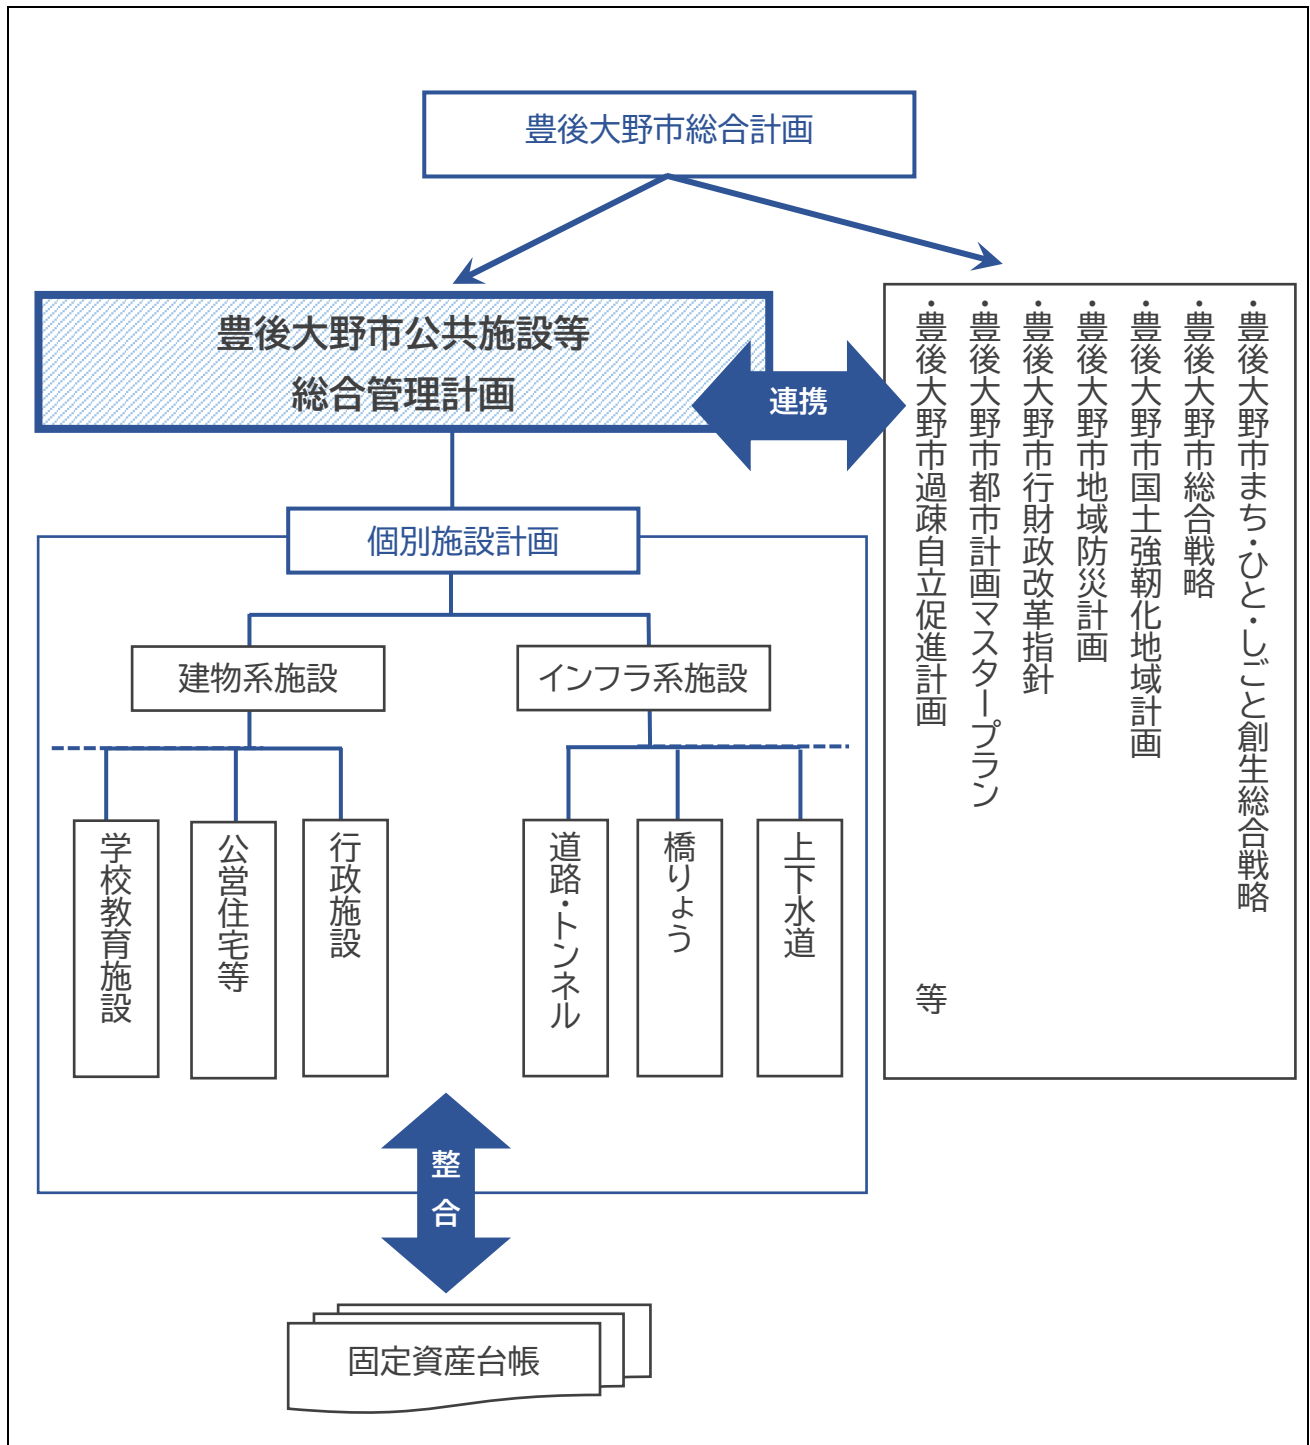 豊後大野市総合計画
豊後大野市公共施設等
総合管理計画
連携
・豊後大野市まち・ひと・しごと創生総合戦略
・豊後大野市総合戦略
・豊後大野市国土強靭化地域計画
・豊後大野市地域防災計画
・豊後大野市行財政改革指針
・豊後大野市都市計画マスタープラン
・豊後大野市過疎自立促進計画 等
個別施設計画
建物系施設
インフラ系施設
学校教育施設
公営住宅等
行政施設
道路・トンネル
橋りょう
上下水道
整合
固定資産台帳